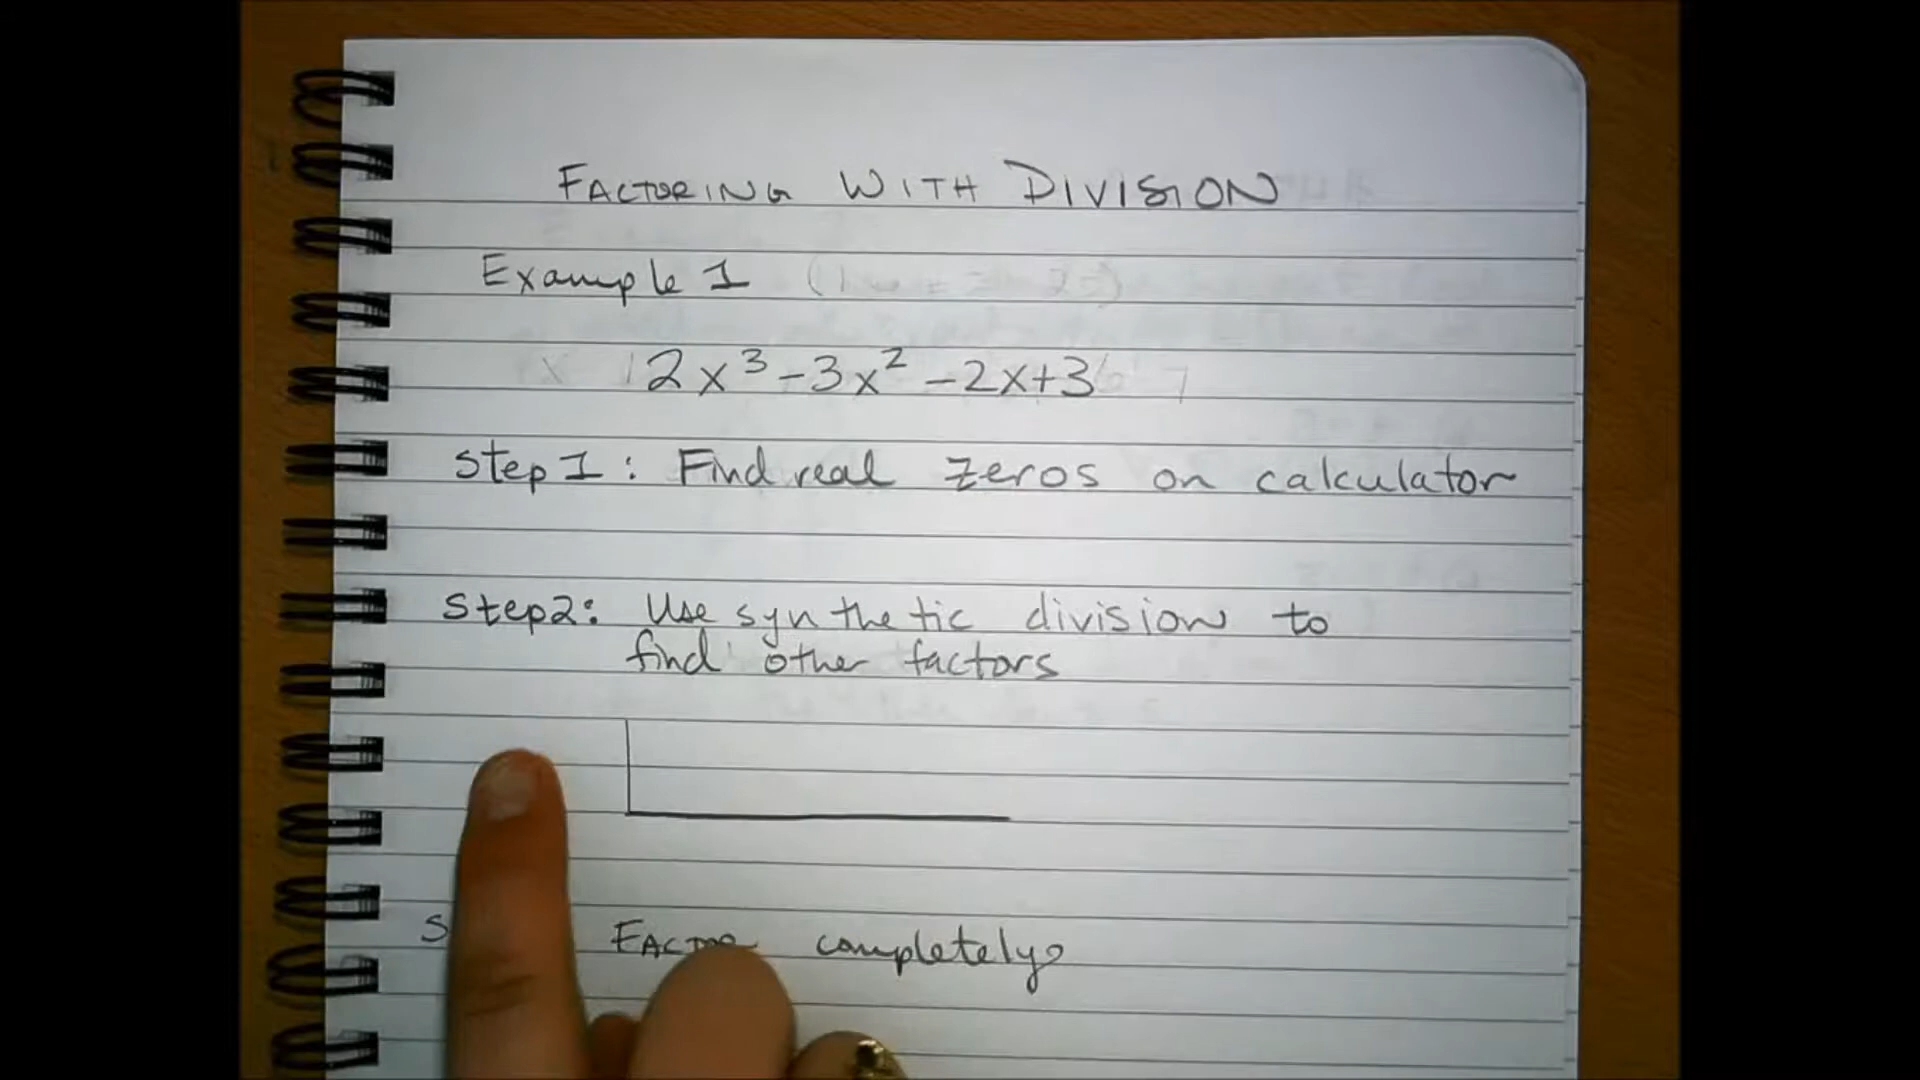 FACTORING WITH DIVISION
Example 1
2x³-3x²-2x+3
Step 1: Find real zeros on calculator
Step2: Use synthetic division to
find other factors
completely